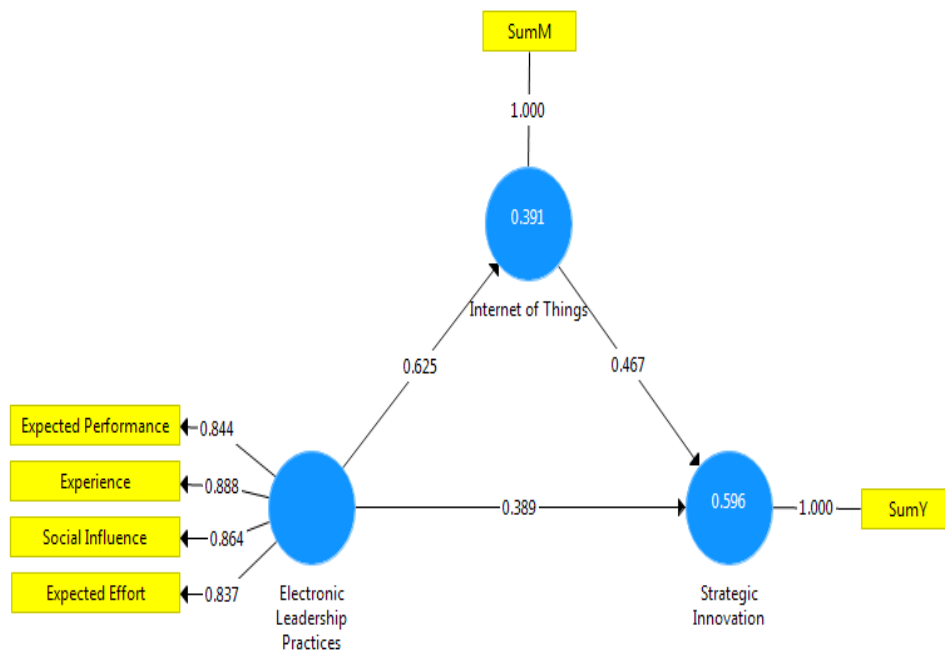 SumM
1.000
0.391
Internet of Things
0.625
0.467
Expected Performance
0.844
Experience
0.888
Social Influence
0.864
Expected Effort
0.837
0.389
0.596
1.000
SumY
Electronic
Leadership
Practices
Strategic
Innovation